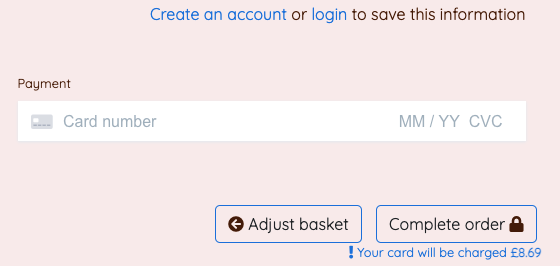 Create an account or login to save this information
Payment
Card number MM / YY CVC
Adjust basket Complete order
Your card will be charged £8.69